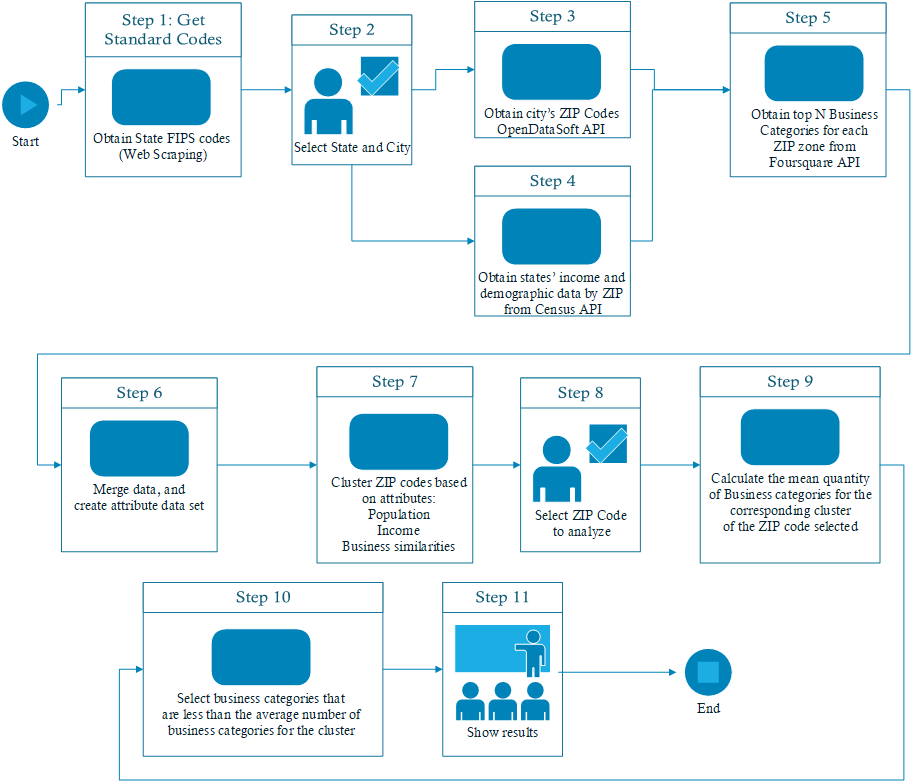 Start
Step 1: Get
Standard Codes
Obtain State FIPS codes
(Web Scraping)
Step 2
Select State and City
Step 3
Obtain city's ZIP Codes
OpenDataSoft API
Step 4
Obtain states' income and
demographic data by ZIP
from Census API
Step 5
Obtain top N Business
Categories for each
ZIP zone from
Foursquare API
Step 6
Merge data, and
create attribute data set
Step 7
Cluster ZIP codes based
on attributes:
Population
Income
Business similarities
Step 8
Select ZIP Code
to analyze
Step 9
Calculate the mean quantity
of Business categories for the
corresponding cluster
of the ZIP code selected
Step 10
Select business categories that
are less than the average number of
business categories for the cluster
Step 11
Show results
End